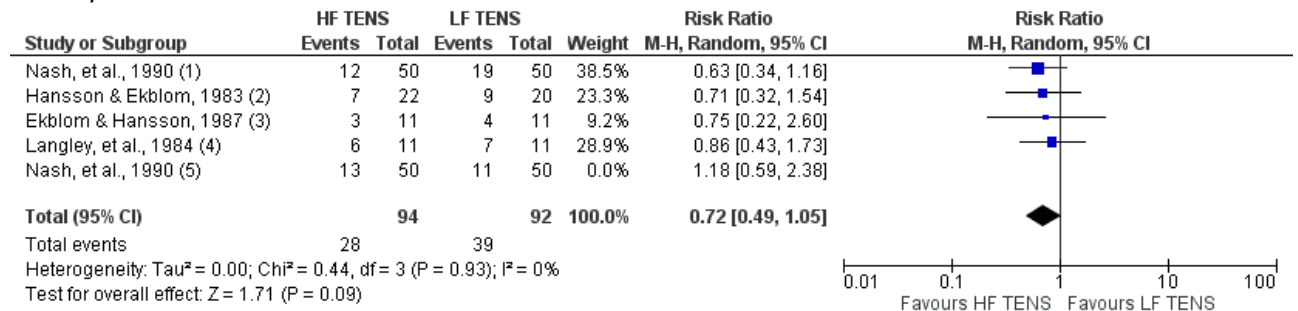 HF TENS LF TENS Risk Ratio Risk Ratio
Study or Subgroup Events Total Events Total Weight M-H, Random, 95% CI M-H, Random, 95% CI
Nash, et al., 1990 (1) 12 50 19 50 38.5% 0.63 [0.34, 1.16]
Hansson & Ekblom, 1983 (2) 7 22 9 20 23.3% 0.71 [0.32, 1.54]
Ekblom & Hansson, 1987 (3) 3 11 4 11 9.2% 0.75 [0.22, 2.60]
Langley, et al., 1984 (4) 6 11 7 11 28.9% 0.86 [0.43, 1.73]
Nash, et al., 1990 (5) 13 50 11 50 0.0% 1.18 [0.59, 2.38]
Total (95% CI) 94 92 100.0% 0.72 [0.49, 1.05]
Total events 28 39
Heterogeneity: Tau² = 0.00; Chi² = 0.44, df = 3 (P = 0.93); I² = 0%
Test for overall effect: Z = 1.71 (P = 0.09)
0.01 0.1 1 10 100
Favours HF TENS Favours LF TENS